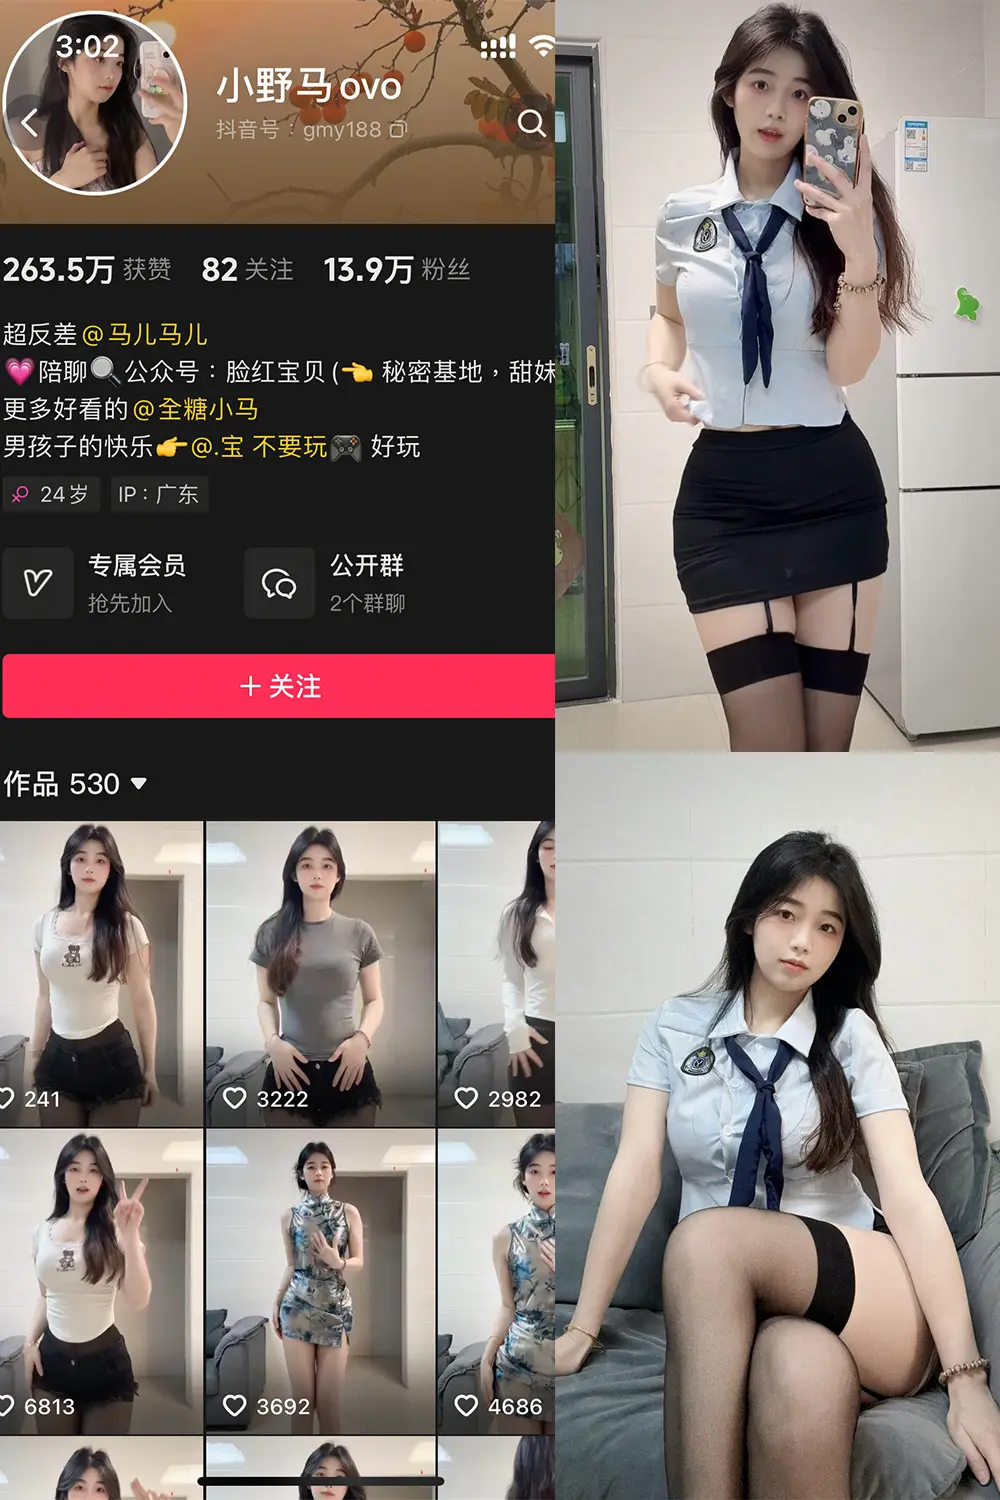 3:02
小野马ovo
抖音号：gmy188
263.5万 获赞 82 关注 13.9万 粉丝
超反差@马儿马儿
💗陪聊🔍公众号：脸红宝贝(👈 秘密基地，甜妹
更多好看的@全糖小马
男孩子的快乐👉@.宝 不要玩🎮 好玩
24岁 IP：广东
专属会员 公开群
抢先加入 2个群聊
+ 关注
作品 530
241 3222 2982
6813 3692 4686